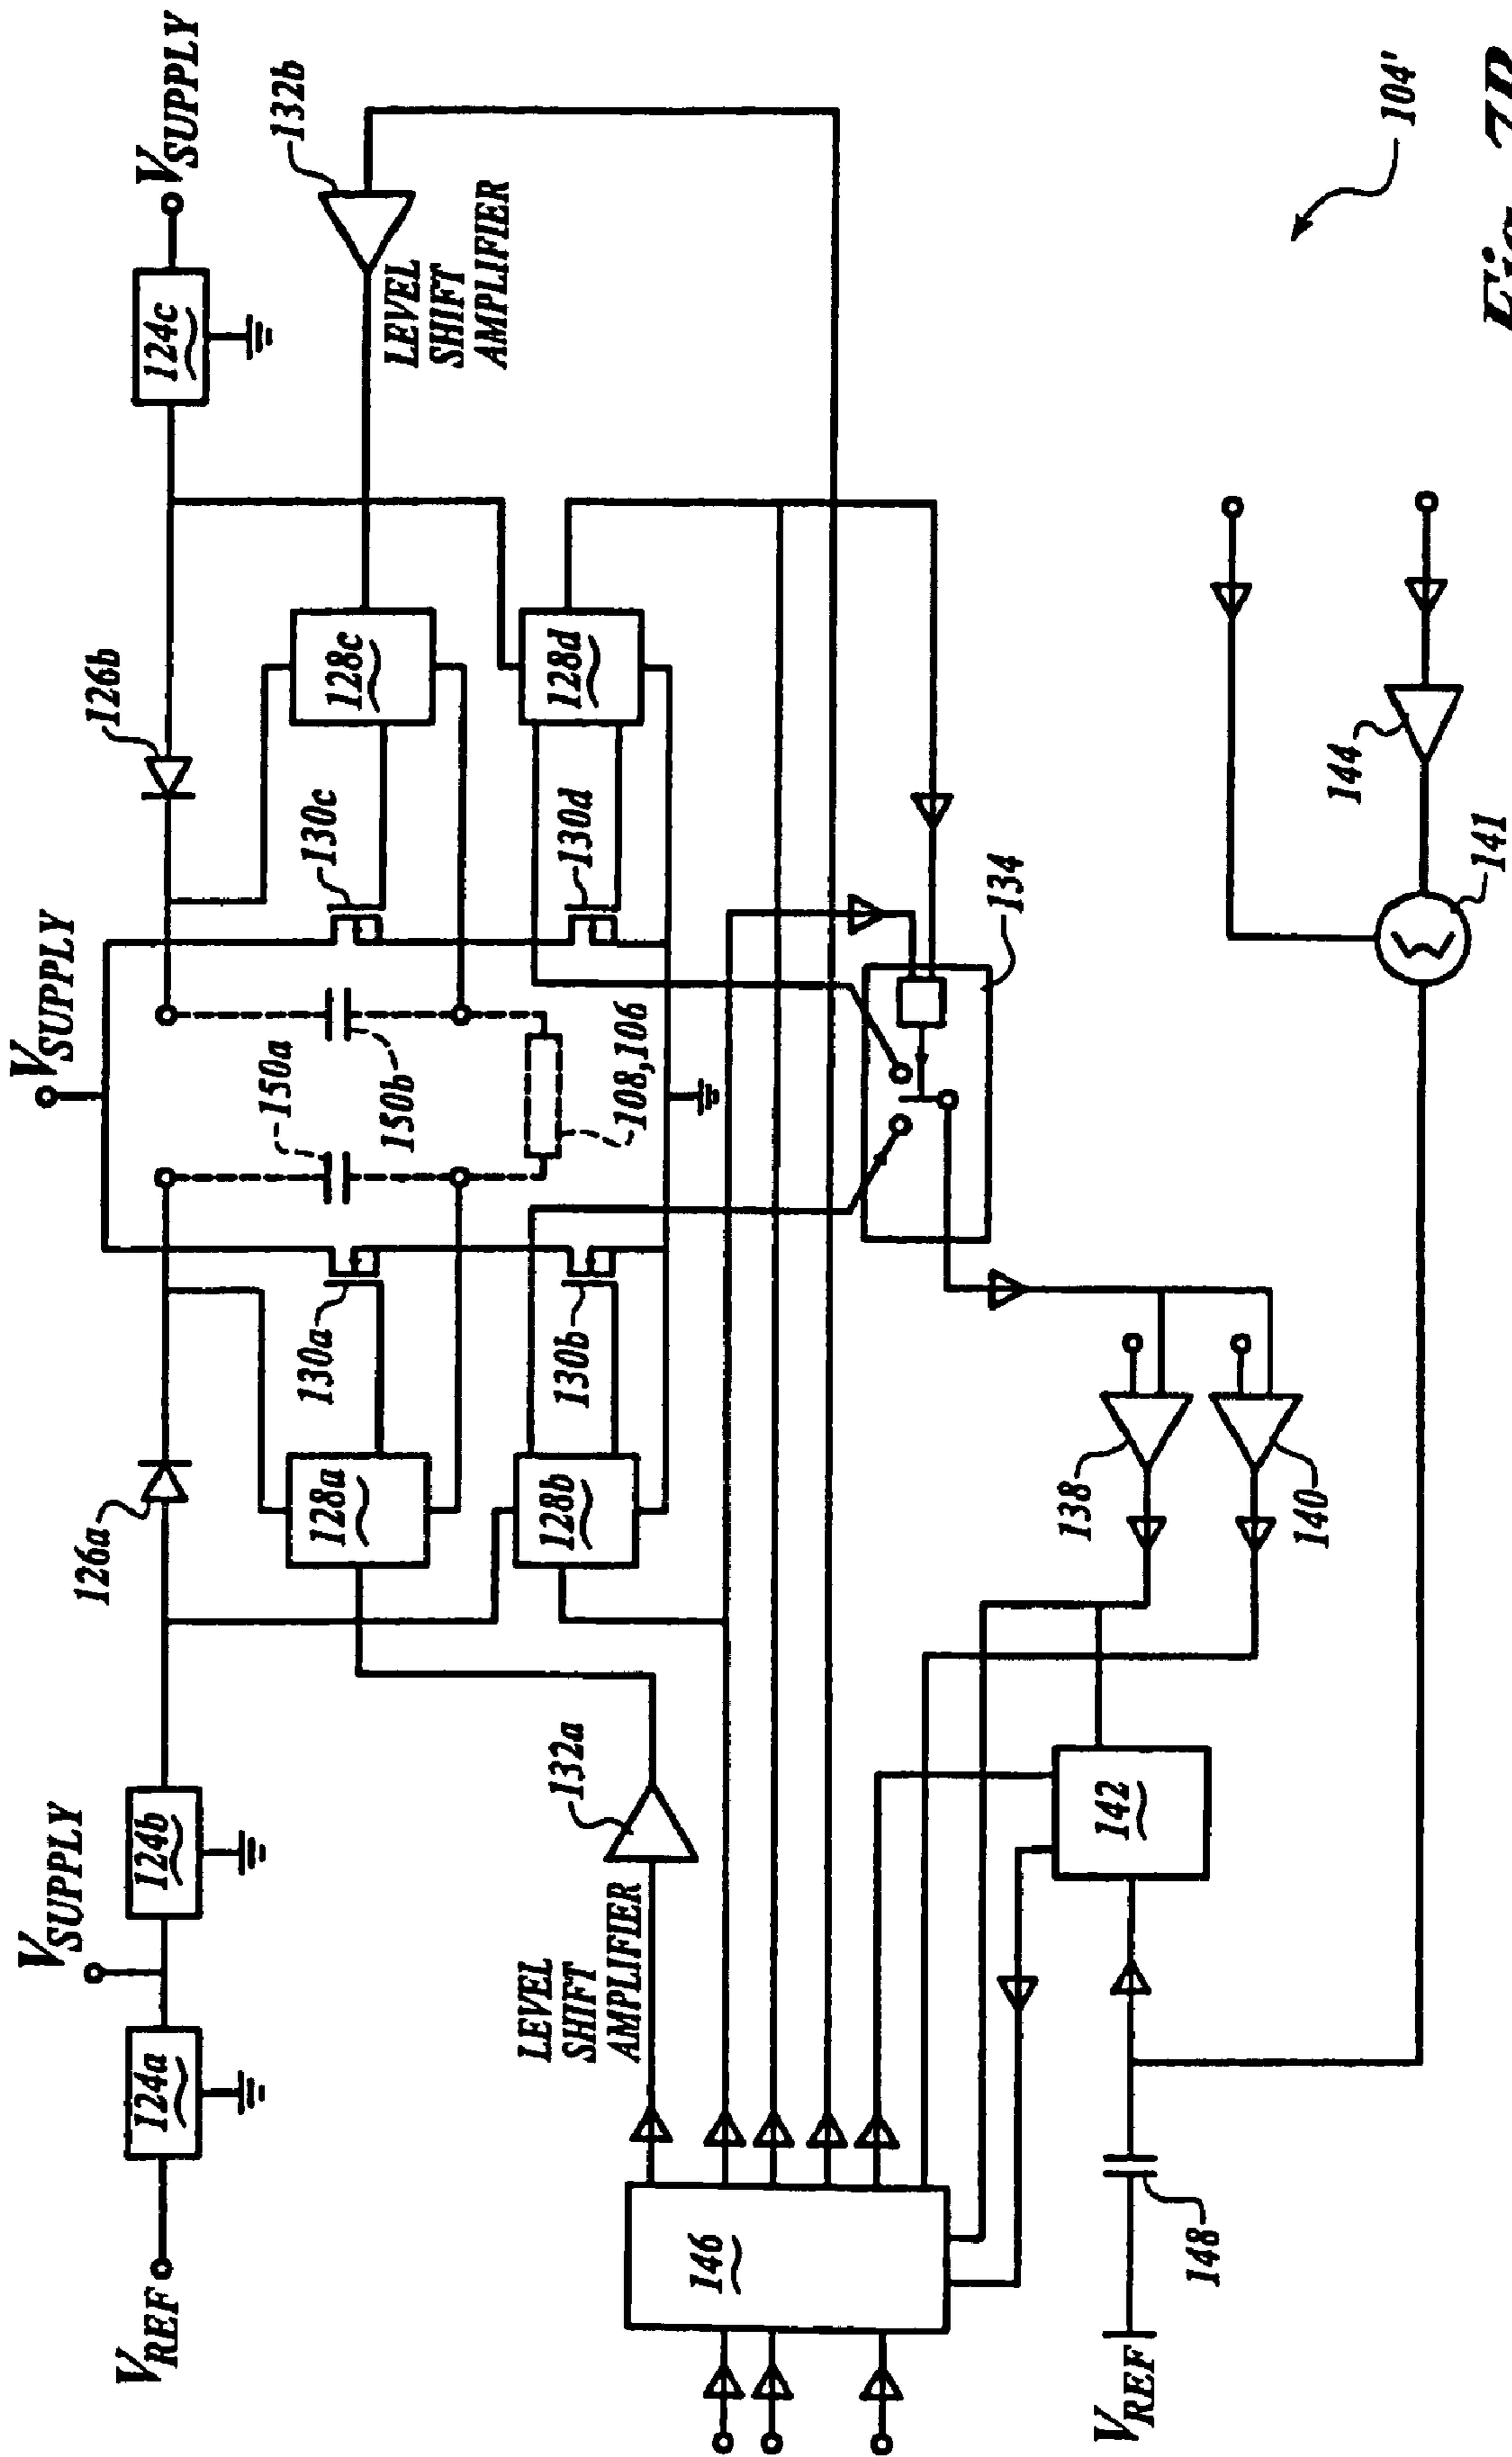 V_SUPPLY
V_SUPPLY
V_SUPPLY
V_REF
124a
124b
124c
126a
126b
132b
LEVEL
SHIFT
AMPLIFIER
128a
130a
150a
150b
130c
128c
128b
130b
108,106
130d
128d
LEVEL
SHIFT
AMPLIFIER
132a
134
146
138
140
142
144
141
V_REF
148
104'
Fig. 7B